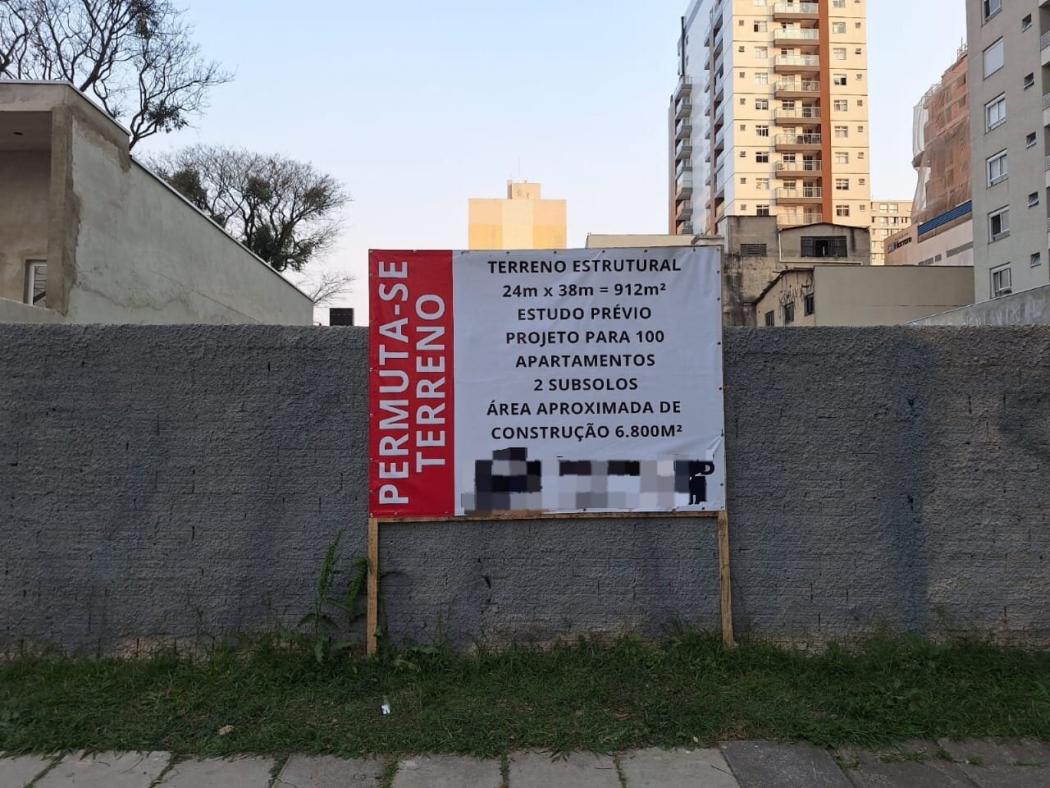 PERMUTA-SE
TERRENO
TERRENO ESTRUTURAL
24m x 38m = 912m²
ESTUDO PRÉVIO
PROJETO PARA 100
APARTAMENTOS
2 SUBSOLOS
ÁREA APROXIMADA DE
CONSTRUÇÃO 6.800M²